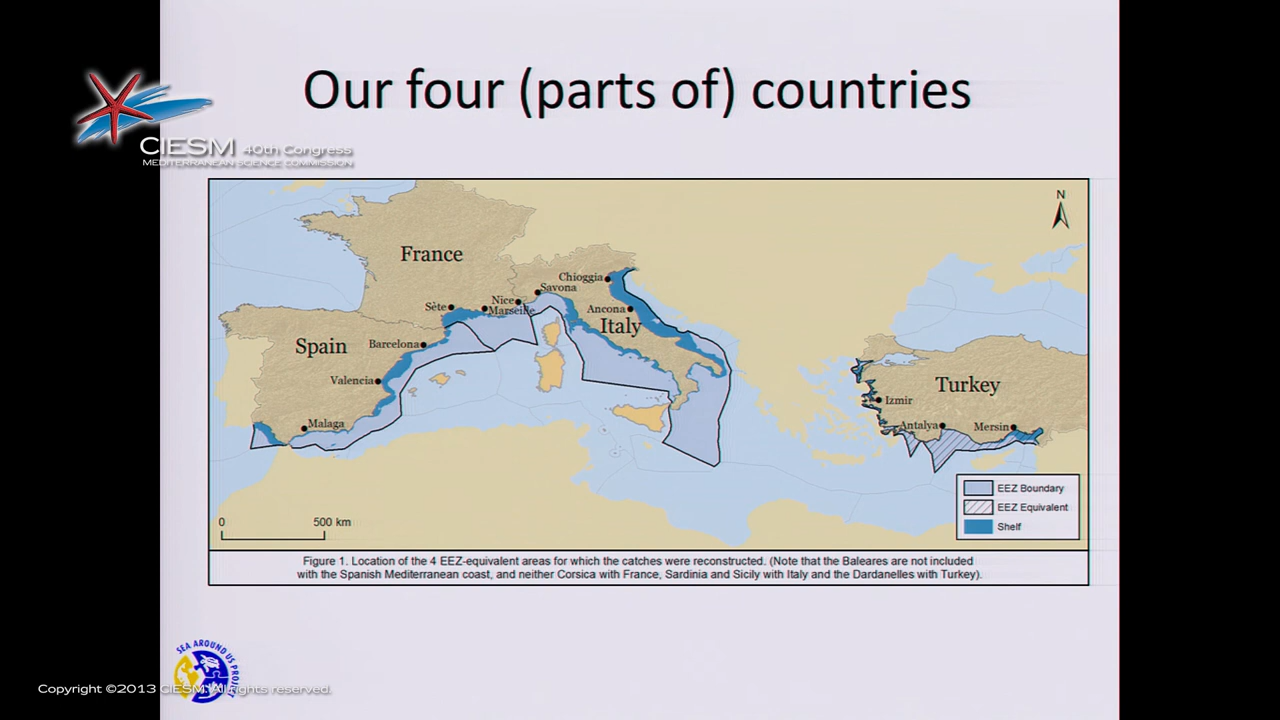 Our four (parts of) countries
CIESM 40th Congress
MEDITERRANEAN SCIENCE COMMISSION
N
France
Chioggia
Savona
Nice
Sète
Marseille
Ancona
Italy
Spain
Barcelona
Valencia
Malaga
Turkey
Izmir
Antalya
Mersin
EEZ Boundary
EEZ Equivalent
Shelf
0 500 km
Figure 1. Location of the 4 EEZ-equivalent areas for which the catches were reconstructed. (Note that the Baleares are not included
with the Spanish Mediterranean coast, and neither Corsica with France, Sardinia and Sicily with Italy and the Dardanelles with Turkey).
SEA AROUND US PROJECT
Copyright ©2013 CIESM. All rights reserved.